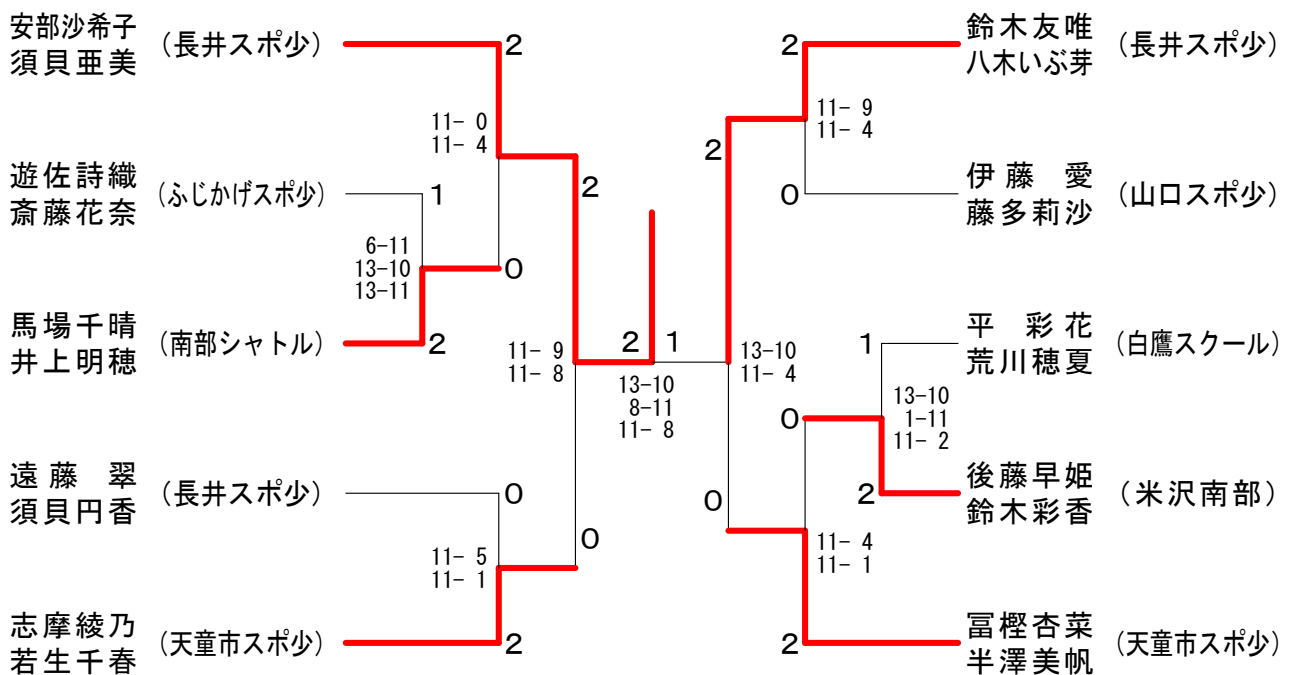 安部沙希子
須貝亜美
(長井スポ少)
2
11- 0
11- 4
遊佐詩織
斎藤花奈
(ふじかげスポ少)
1
6-11
13-10
13-11
0
馬場千晴
井上明穂
(南部シャトル)
2
2
11- 9
11- 8
遠藤 翠
須貝円香
(長井スポ少)
0
11- 5
11- 1
0
志摩綾乃
若生千春
(天童市スポ少)
2
2
1
13-10
8-11
11- 8
2
鈴木友唯
八木いぶ芽
(長井スポ少)
11- 9
11- 4
2
0
伊藤 愛
藤多莉沙
(山口スポ少)
13-10
11- 4
1
平 彩花
荒川穂夏
(白鷹スクール)
0
13-10
1-11
11- 2
2
後藤早姫
鈴木彩香
(米沢南部)
0
11- 4
11- 1
2
冨樫杏菜
半澤美帆
(天童市スポ少)